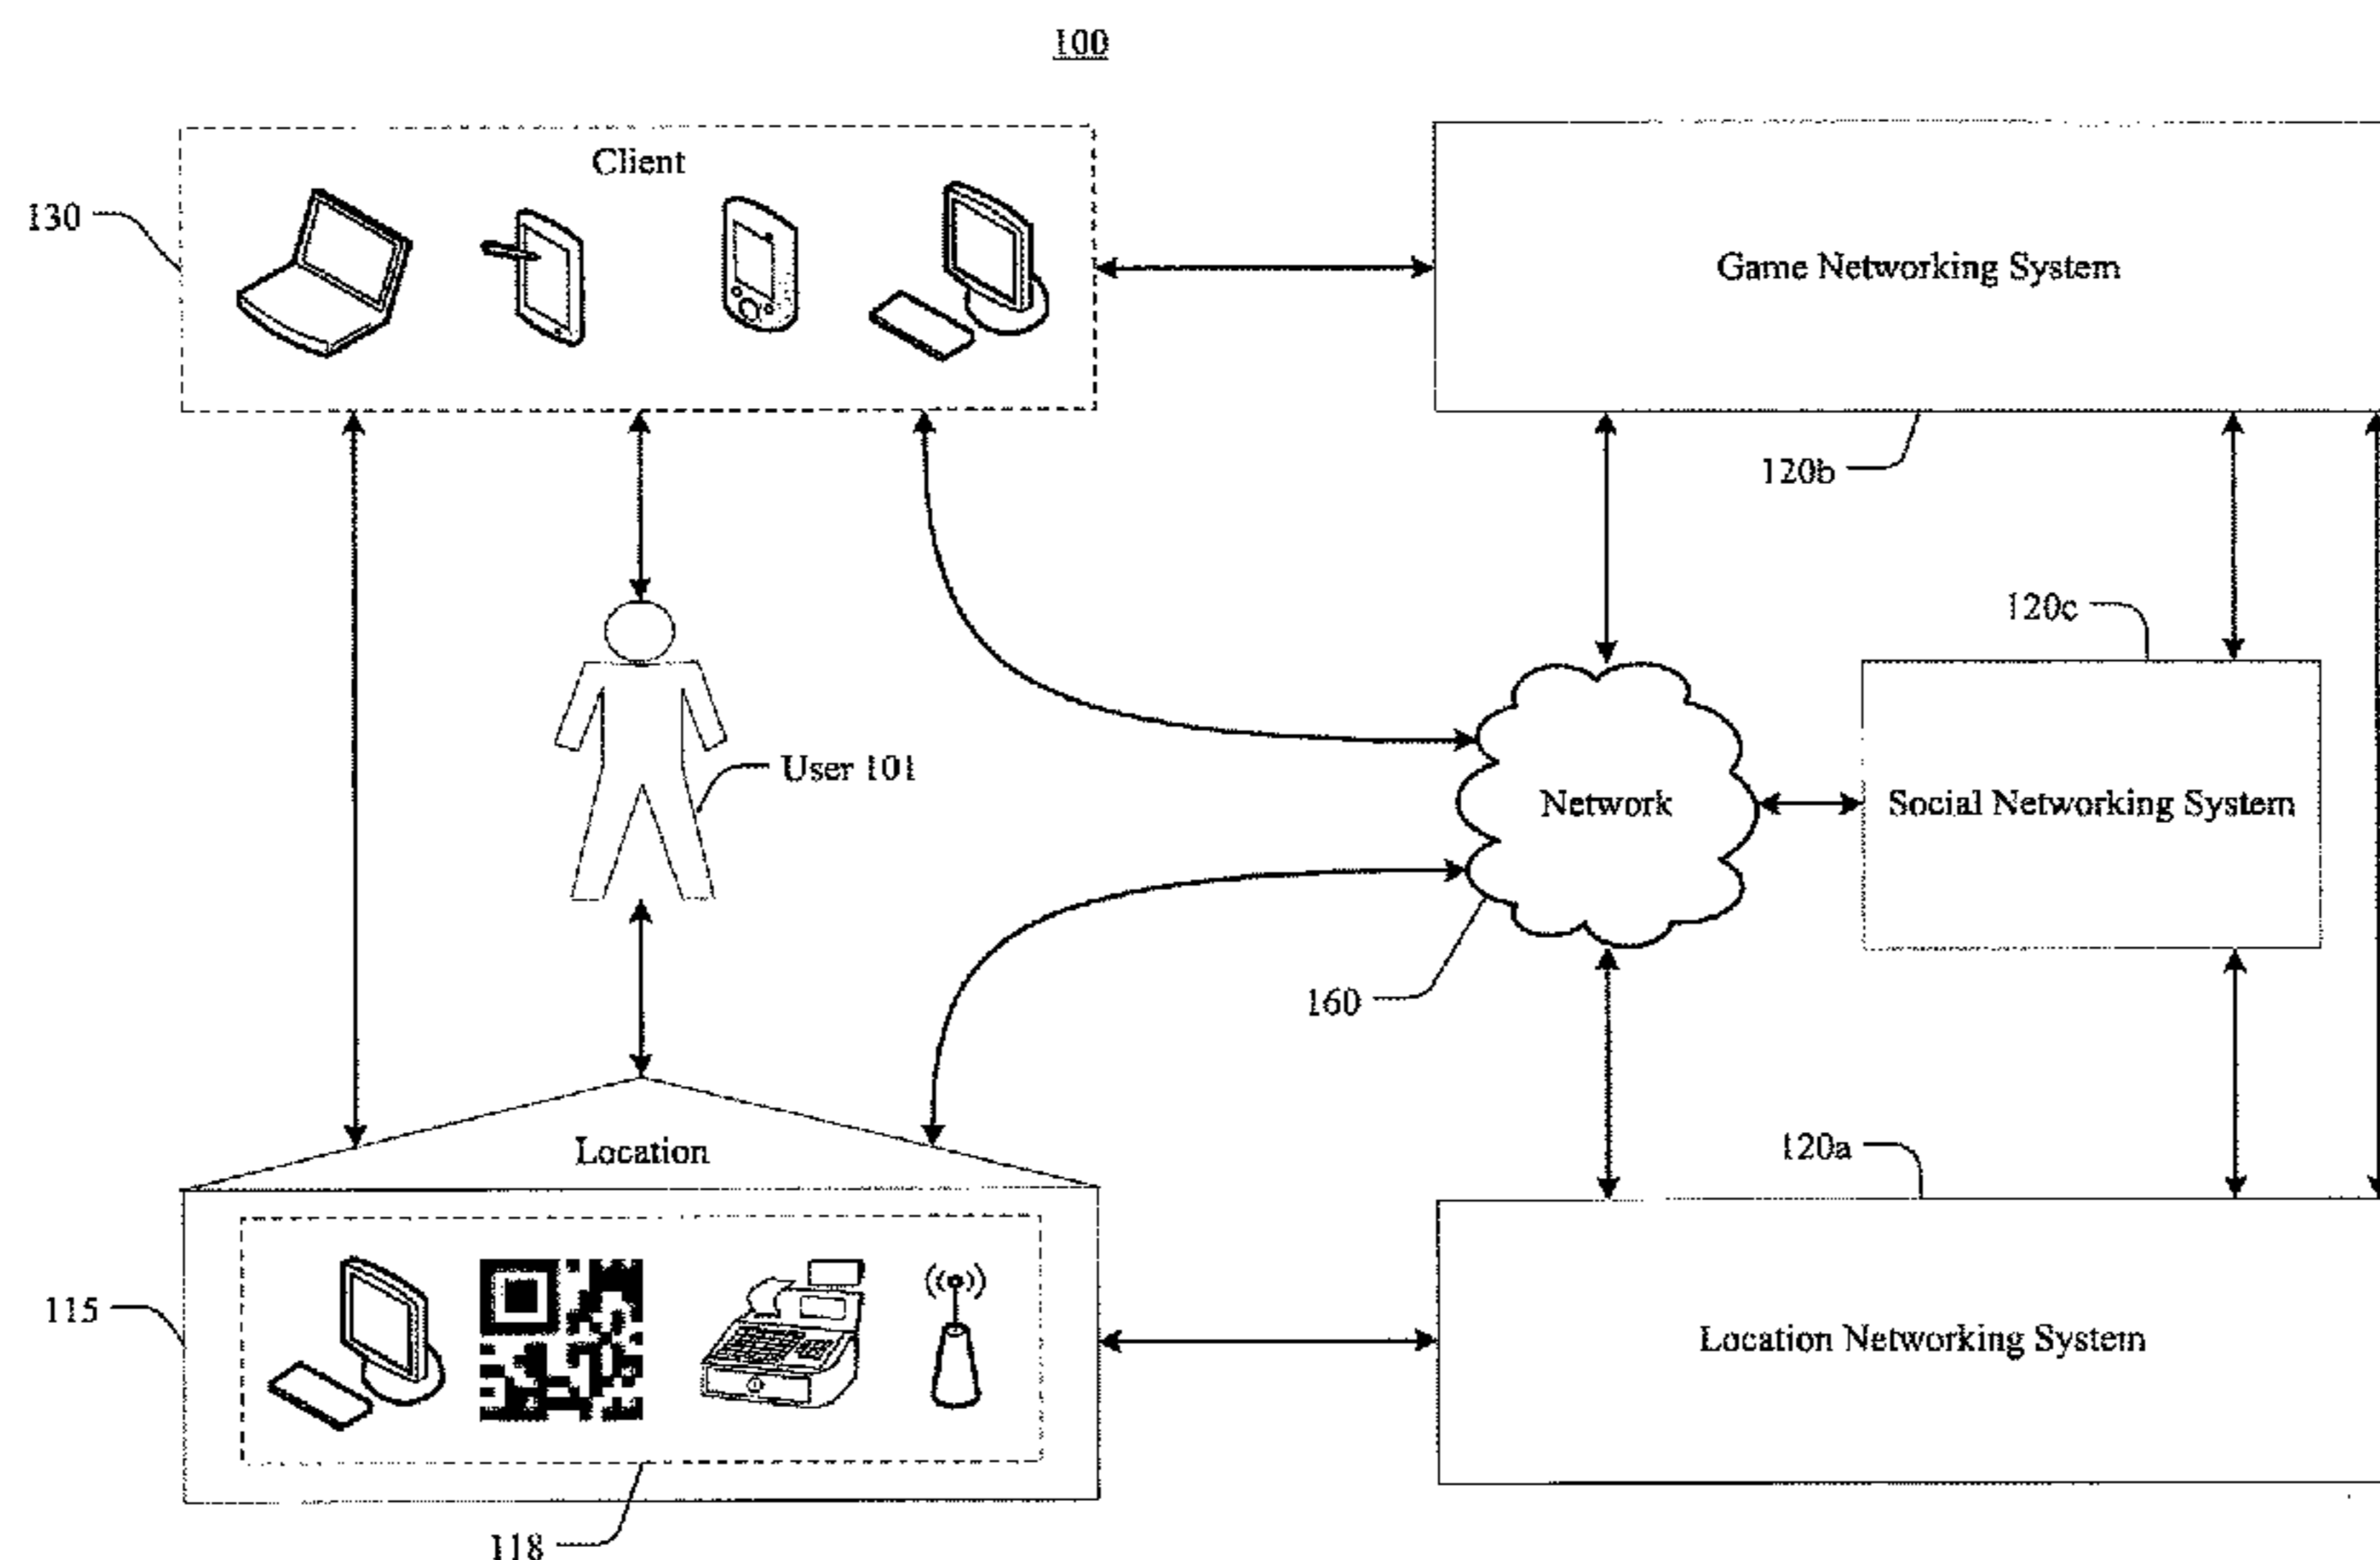 100
Client
130
Game Networking System
120b
120c
User 101
Network
Social Networking System
160
Location
120a
115
Location Networking System
118